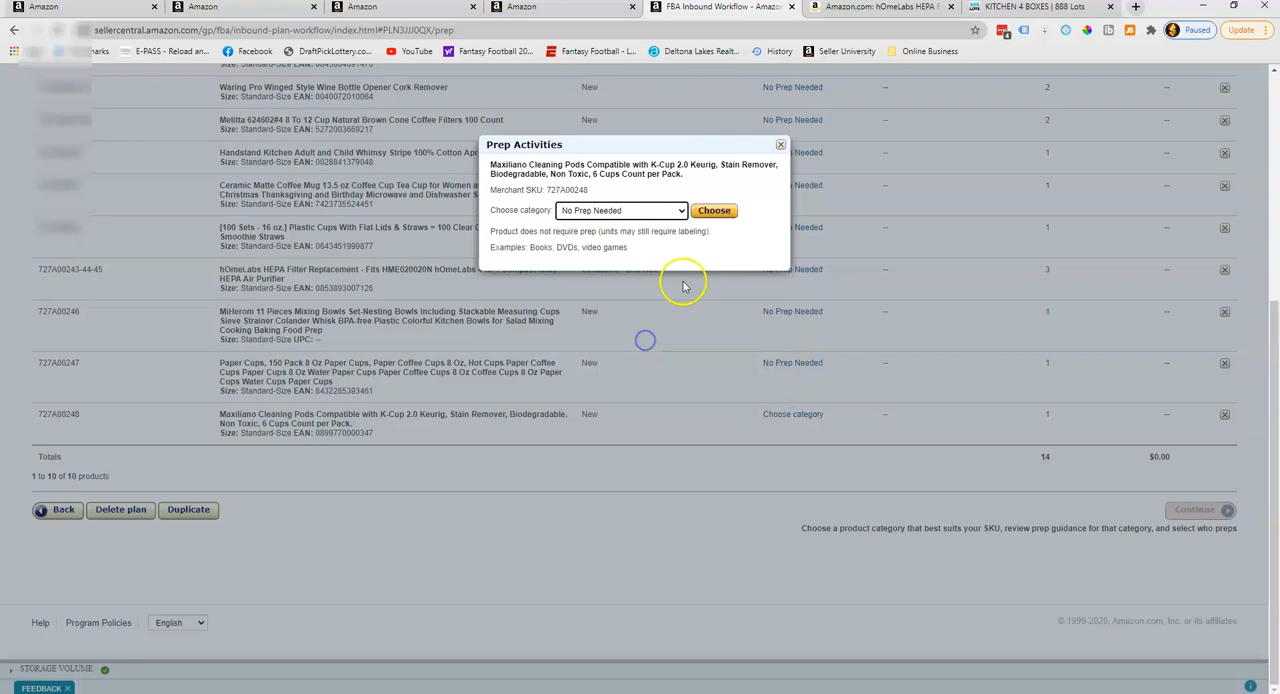 Amazon
Amazon
Amazon
Amazon
FBA Inbound Workflow - Amazon
Amazon.com: hOmeLabs HEPA F
KITCHEN 4 BOXES | 888 Lots
sellercentral.amazon.com/gp/fba/inbound-plan-workflow/index.html#PLN3JJJ0QX/prep
Paused
Update
E-PASS - Reload an...
Facebook
DraftPickLottery.co...
YouTube
Fantasy Football 20...
Fantasy Football - L...
Deltona Lakes Realt...
History
Seller University
Online Business
Waring Pro Winged Style Wine Bottle Opener Cork Remover
Size: Standard-Size EAN: 0040072010064
New
No Prep Needed
--
2
--
Melitta 624602#4 8 To 12 Cup Natural Brown Cone Coffee Filters 100 Count
Size: Standard-Size EAN: 5272003669217
New
No Prep Needed
--
2
--
Handstand Kitchen Adult and Child Whimsy Stripe 100% Cotton Ap
Size: Standard-Size EAN: 0028841379048
No Prep Needed
--
1
--
Ceramic Matte Coffee Mug 13.5 oz Coffee Cup Tea Cup for Women a
Christmas Thanksgiving and Birthday Microwave and Dishwasher S
Size: Standard-Size EAN: 7423735524451
No Prep Needed
--
1
--
[100 Sets - 16 oz.] Plastic Cups With Flat Lids & Straws = 100 Clear C
Smoothie Straws
Size: Standard-Size EAN: 0643451999877
No Prep Needed
--
1
--
727A00243-44-45
hOmeLabs HEPA Filter Replacement - Fits HME020020N hOmeLabs
HEPA Air Purifier
Size: Standard-Size EAN: 0853893007126
No Prep Needed
--
3
--
727A00246
MiHerom 11 Pieces Mixing Bowls Set-Nesting Bowls Including Stackable Measuring Cups
Sieve Strainer Colander Whisk BPA-free Plastic Colorful Kitchen Bowls for Salad Mixing
Cooking Baking Food Prep
Size: Standard-Size UPC: --
New
No Prep Needed
--
1
--
727A00247
Paper Cups, 150 Pack 8 Oz Paper Cups, Paper Coffee Cups 8 Oz, Hot Cups Paper Coffee
Cups Paper Coffee Cups 8 Oz Water Paper Cups Paper Coffee Cups 8 Oz Coffee Cups 8 Oz Paper
Cups Water Cups Paper Cups
Size: Standard-Size EAN: 8432285393461
New
No Prep Needed
--
1
--
727A00248
Maxiliano Cleaning Pods Compatible with K-Cup 2.0 Keurig, Stain Remover, Biodegradable,
Non Toxic, 6 Cups Count per Pack.
Size: Standard-Size EAN: 0899770000347
New
Choose category
--
1
--
Totals
14
$0.00
1 to 10 of 10 products
Prep Activities
Maxiliano Cleaning Pods Compatible with K-Cup 2.0 Keurig, Stain Remover,
Biodegradable, Non Toxic, 6 Cups Count per Pack.
Merchant SKU: 727A00248
Choose category:
No Prep Needed
Choose
Product does not require prep (units may still require labeling).
Examples: Books, DVDs, video games
Back
Delete plan
Duplicate
Continue
Choose a product category that best suits your SKU, review prep guidance for that category, and select who preps
Help
Program Policies
English
© 1999-2020, Amazon.com, Inc. or its affiliates
STORAGE VOLUME
FEEDBACK